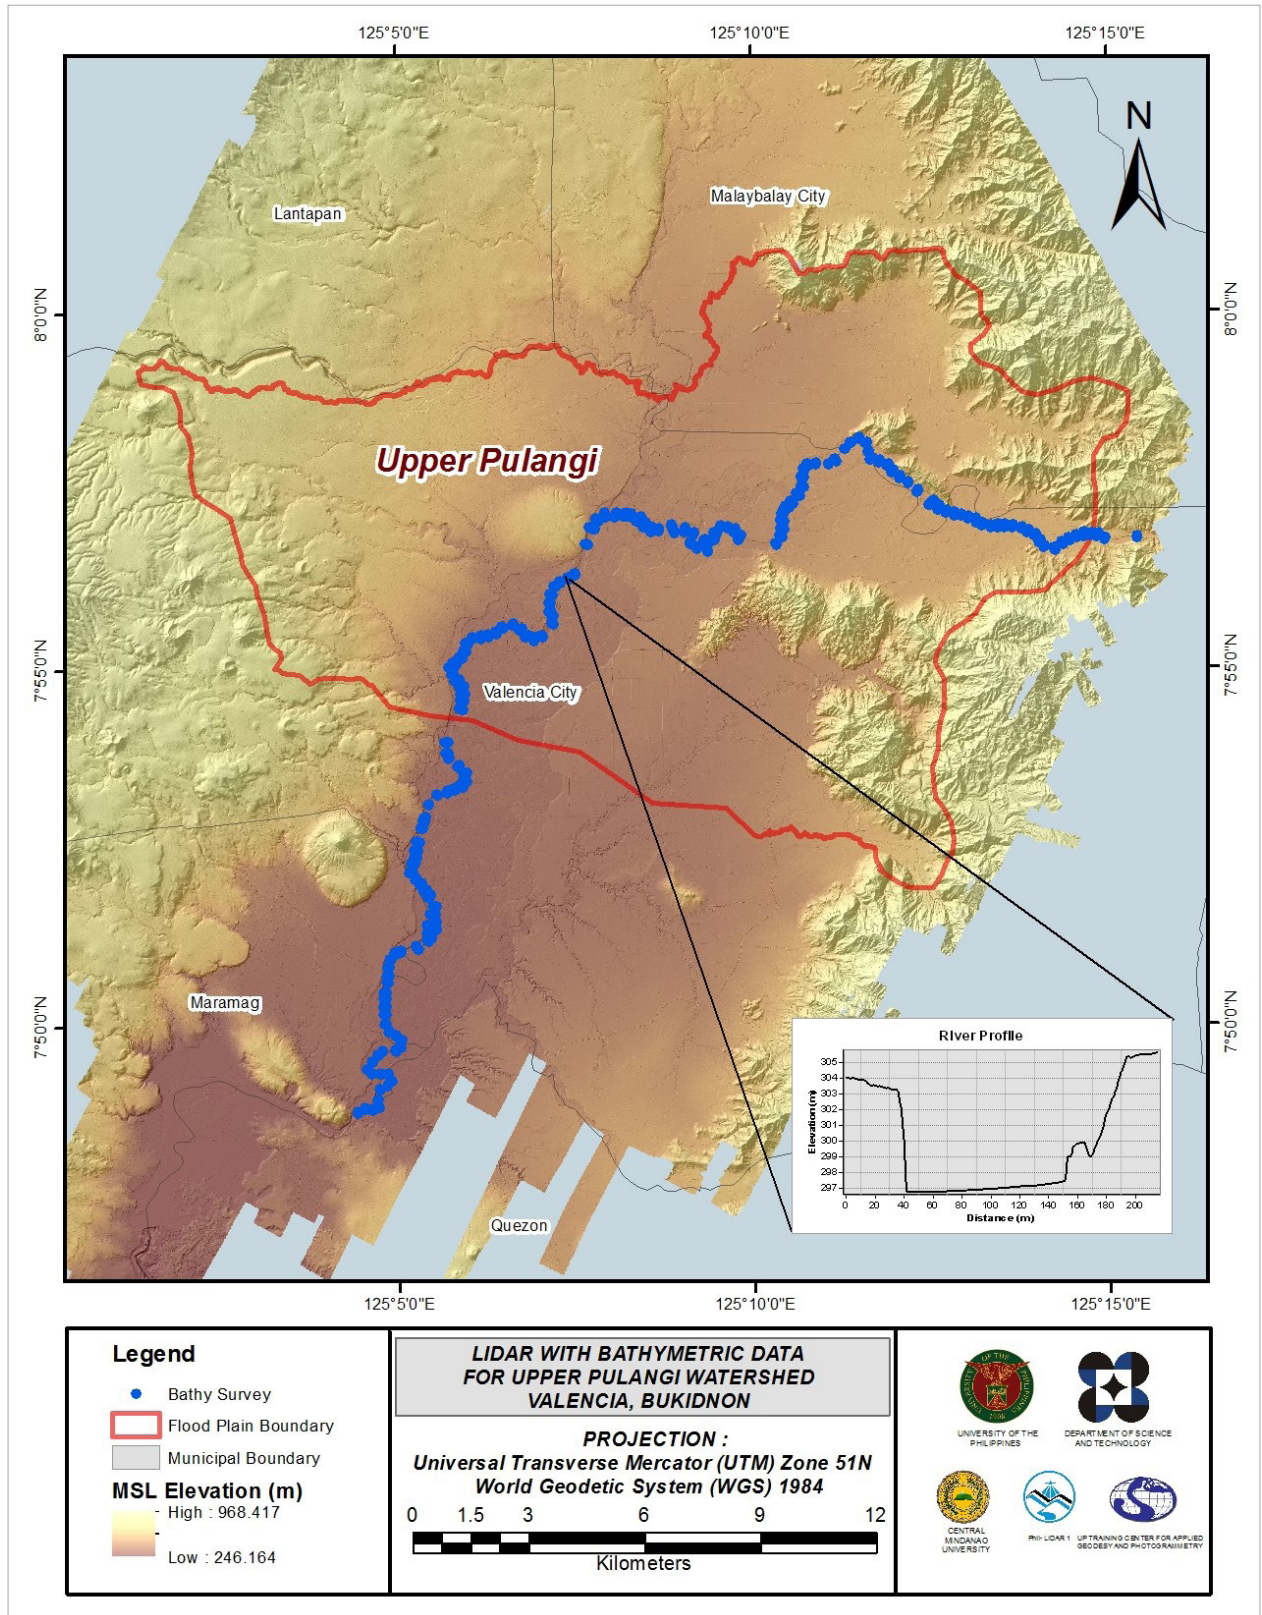 125°5'0"E
125°10'0"E
125°15'0"E
N
Malaybalay City
Lantapan
8°0'0"N
8°0'0"N
Upper Pulangi
7°55'0"N
7°55'0"N
Valencia City
Maramag
7°50'0"N
7°50'0"N
River Profile
305
304
303
302
301
300
299
298
297
Elevation(m)
0 20 40 60 80 100 120 140 160 180 200
Distance (m)
Quezon
125°5'0"E
125°10'0"E
125°15'0"E
Legend
Bathy Survey
Flood Plain Boundary
Municipal Boundary
MSL Elevation (m)
High : 968.417
Low : 246.164
LIDAR WITH BATHYMETRIC DATA
FOR UPPER PULANGI WATERSHED
VALENCIA, BUKIDNON
PROJECTION :
Universal Transverse Mercator (UTM) Zone 51N
World Geodetic System (WGS) 1984
0 1.5 3 6 9 12
Kilometers
UNIVERSITY OF THE PHILIPPINES
1908
UNIVERSITY OF THE
PHILIPPINES
DEPARTMENT OF SCIENCE
AND TECHNOLOGY
CENTRAL
MINDANAO
UNIVERSITY
Phil- LIDAR 1
UP TRAINING CENTER FOR APPLIED
GEODESY AND PHOTOGRAMMETRY